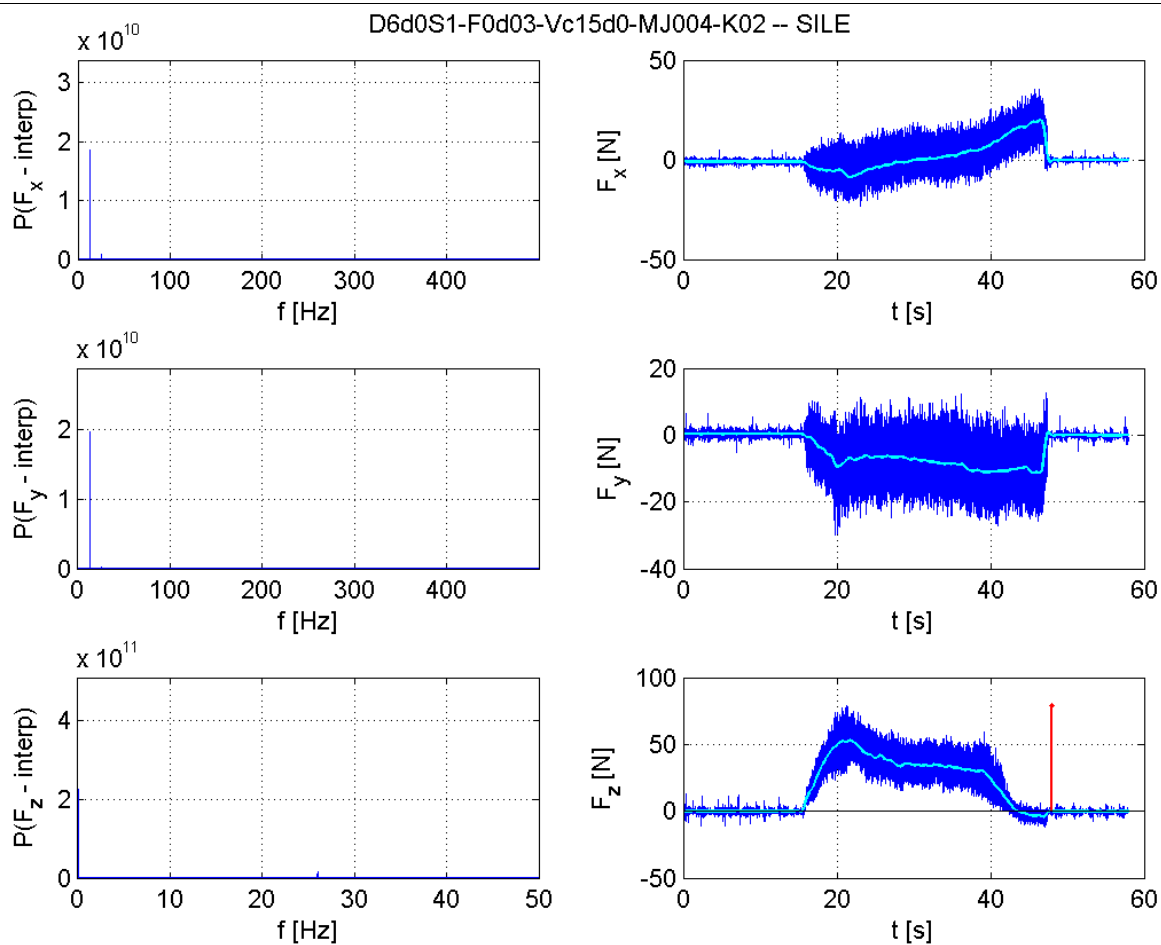 D6d0S1-F0d03-Vc15d0-MJ004-K02 -- SILE
x 10^10
3
2
1
0
P(F_x - interp)
0 100 200 300 400
f [Hz]
50
0
-50
F_x [N]
0 20 40 60
t [s]
x 10^10
2
1
0
P(F_y - interp)
0 100 200 300 400
f [Hz]
20
0
-20
-40
F_y [N]
0 20 40 60
t [s]
x 10^11
4
2
0
P(F_z - interp)
0 10 20 30 40 50
f [Hz]
100
50
0
-50
F_z [N]
0 20 40 60
t [s]